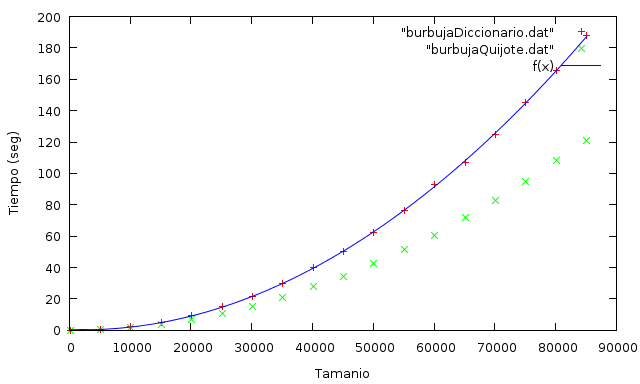 200
180
160
140
120
100
80
60
40
20
0
Tiempo (seg)
"burbujaDiccionario.dat"
"burbujaQuijote.dat"
f(x)
0 10000 20000 30000 40000 50000 60000 70000 80000 90000
Tamanio